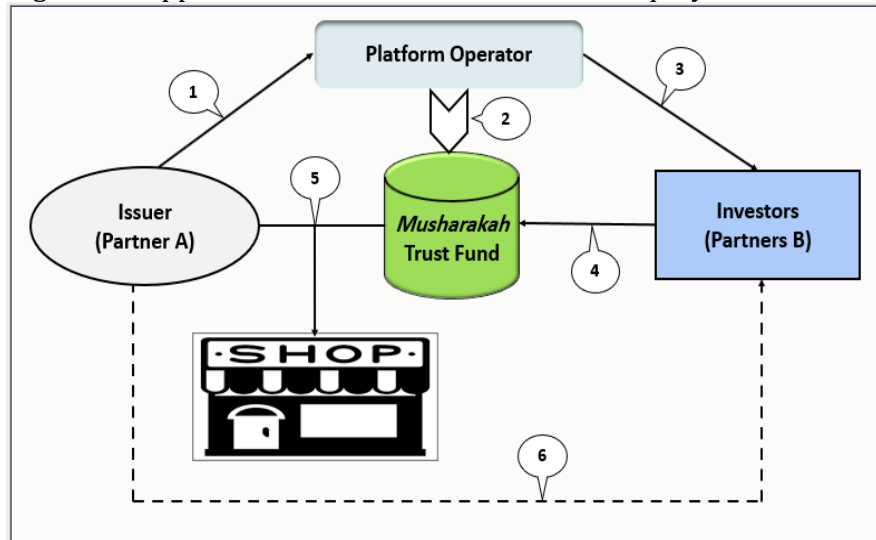 Platform Operator
1
3
2
5
Issuer
(Partner A)
Musharakah
Trust Fund
Investors
(Partners B)
4
·SHOP·
6